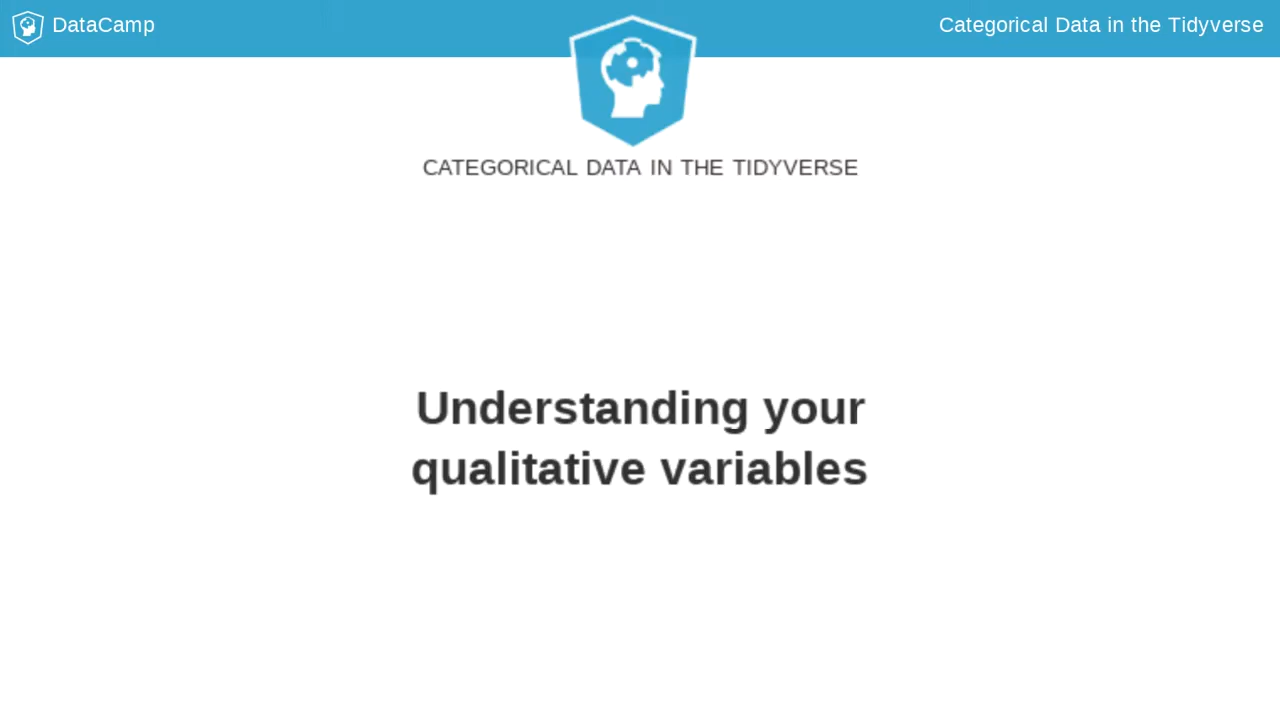 DataCamp
Categorical Data in the Tidyverse
CATEGORICAL DATA IN THE TIDYVERSE
Understanding your
qualitative variables